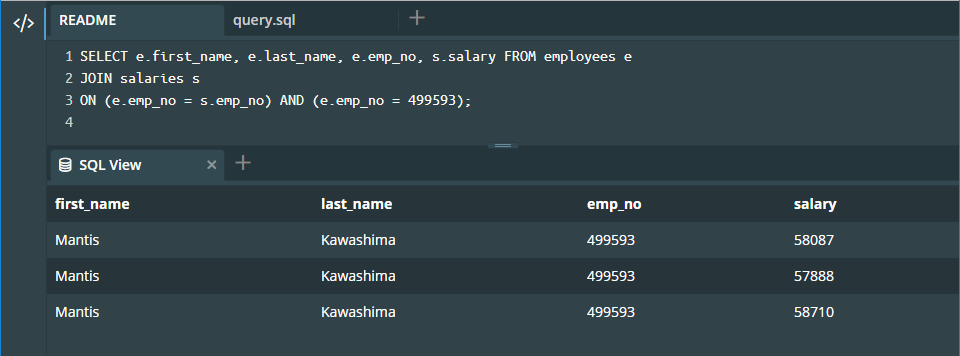 </>
README query.sql +
1 SELECT e.first_name, e.last_name, e.emp_no, s.salary FROM employees e
2 JOIN salaries s
3 ON (e.emp_no = s.emp_no) AND (e.emp_no = 499593);
4
SQL View × +
first_name last_name emp_no salary
Mantis Kawashima 499593 58087
Mantis Kawashima 499593 57888
Mantis Kawashima 499593 58710